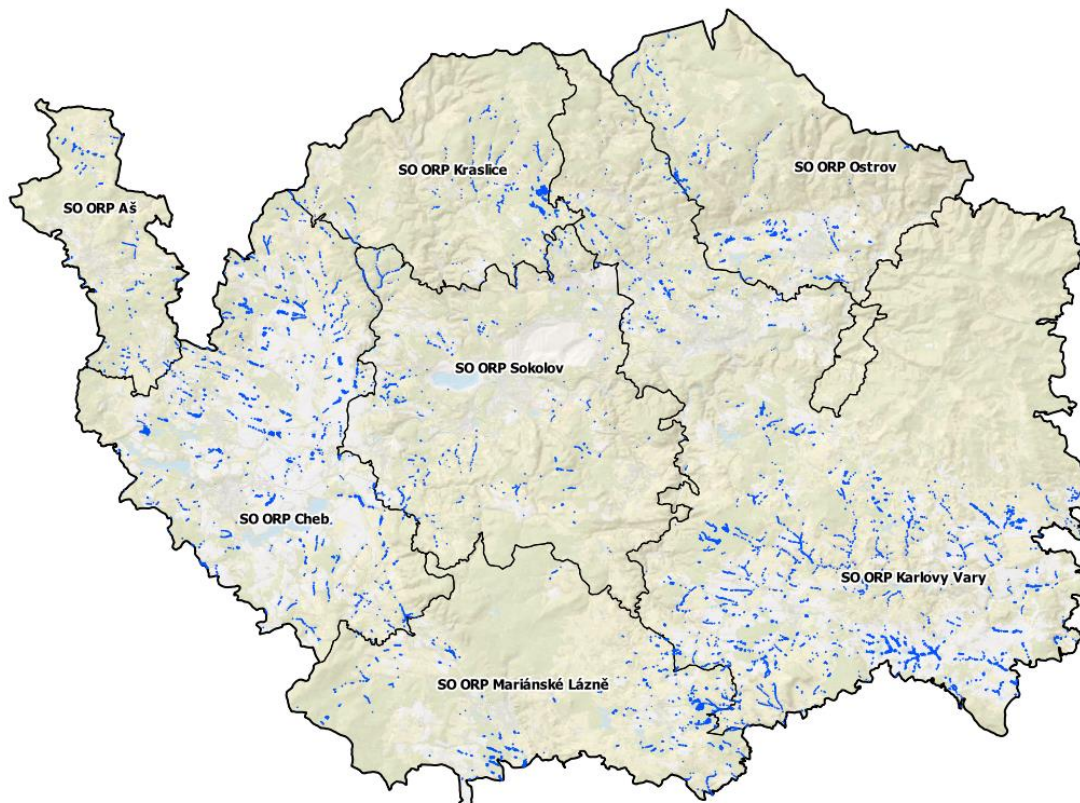 SO ORP Kraslice
SO ORP Ostrov
SO ORP Aš
SO ORP Sokolov
SO ORP Cheb
SO ORP Karlovy Vary
SO ORP Mariánské Lázně